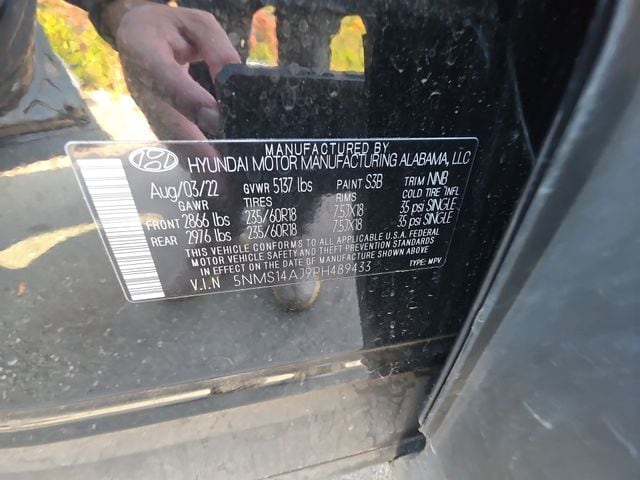 MANUFACTURED BY
HYUNDAI MOTOR MANUFACTURING ALABAMA, LLC
Aug/03/22 GVWR 5137 lbs PAINT S3B TRIM NNB
GAWR TIRES RIMS COLD TIRE INFL
FRONT 2866 lbs 235/60R18 7.5JX18 35 psi SINGLE
REAR 2976 lbs 235/60R18 7.5JX18 35 psi SINGLE
THIS VEHICLE CONFORMS TO ALL APPLICABLE U.S.A. FEDERAL
MOTOR VEHICLE SAFETY AND THEFT PREVENTION STANDARDS
IN EFFECT ON THE DATE OF MANUFACTURE SHOWN ABOVE.
V.I.N 5NMS14AJ9PH489433 TYPE: MPV